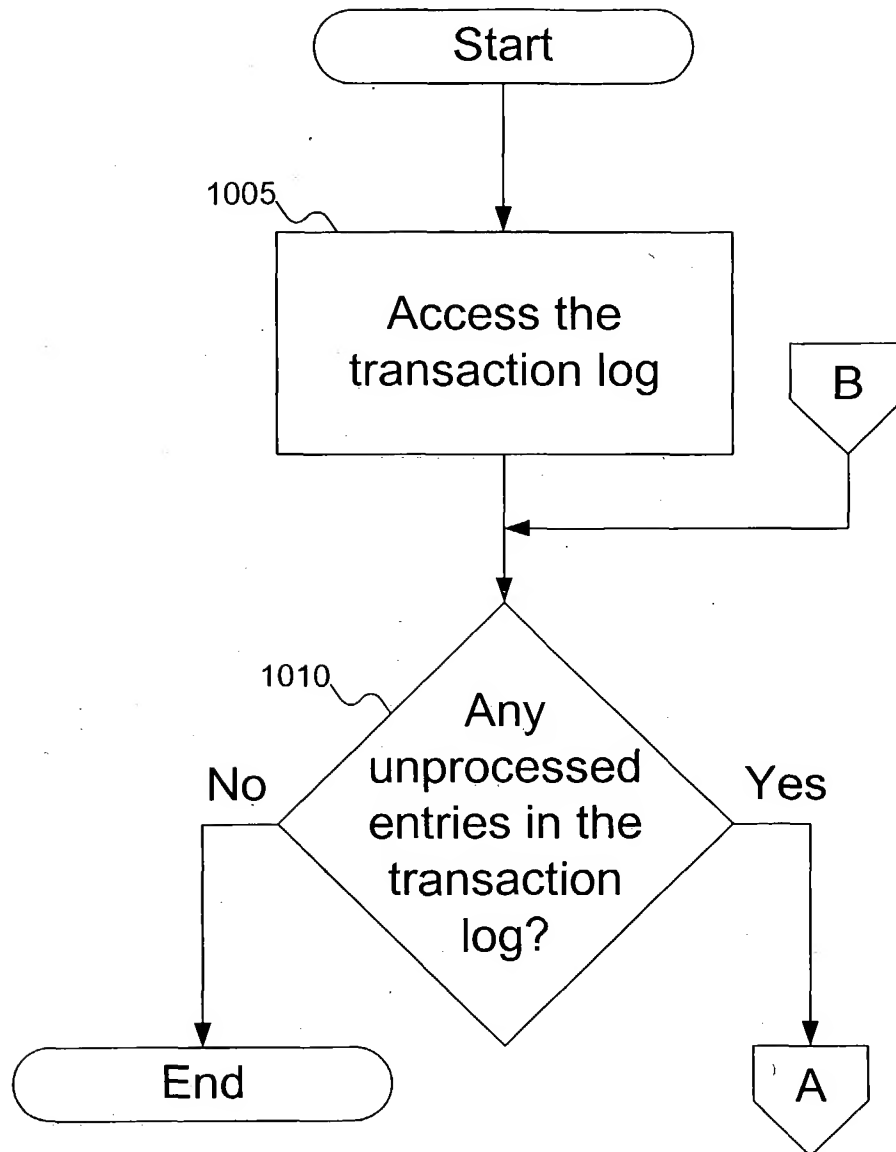 Start
1005
Access the
transaction log
B
1010
Any
unprocessed
entries in the
transaction
log?
No
Yes
End
A